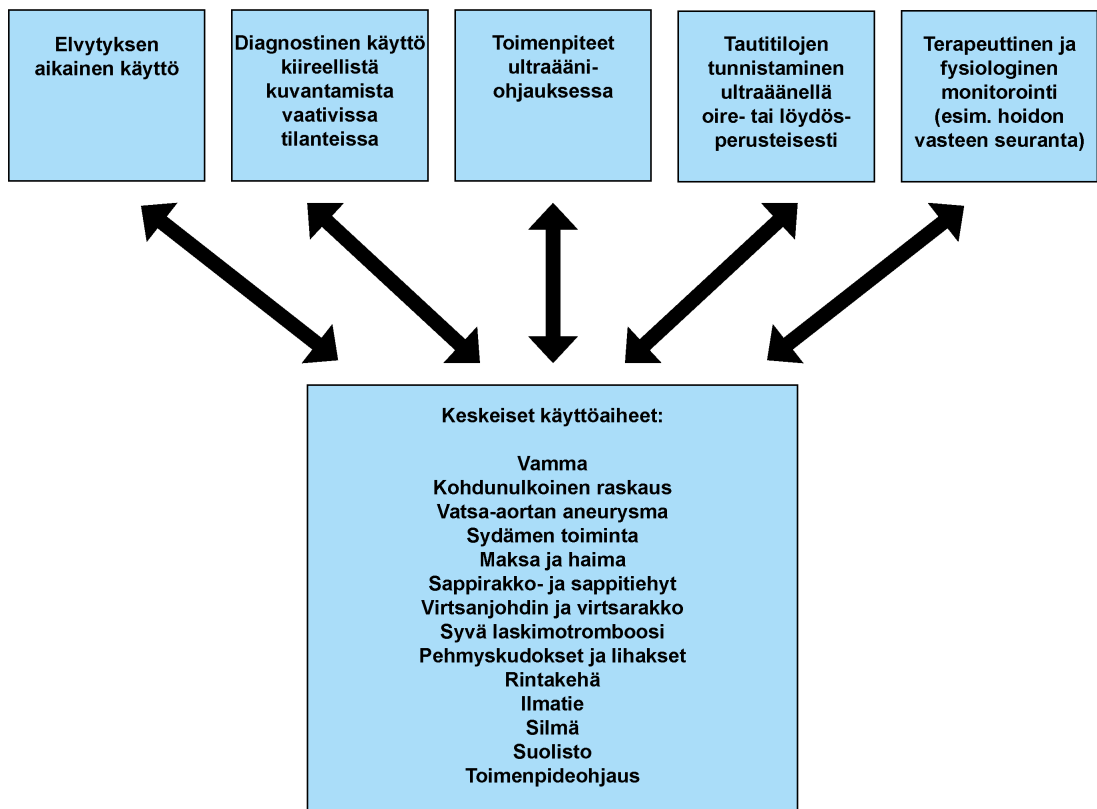 Elvytyksen
aikainen käyttö
Diagnostinen käyttö
kiireellistä
kuvantamista
vaativissa
tilanteissa
Toimenpiteet
ultraääni-
ohjauksessa
Tautitilojen
tunnistaminen
ultraäänellä
oire- tai löydös-
perusteisesti
Terapeuttinen ja
fysiologinen
monitorointi
(esim. hoidon
vasteen seuranta)
Keskeiset käyttöaiheet:
Vamma
Kohdunulkoinen raskaus
Vatsa-aortan aneurysma
Sydämen toiminta
Maksa ja haima
Sappirakko- ja sappitiehyt
Virtsanjohdin ja virtsarakko
Syvä laskimotromboosi
Pehmyskudokset ja lihakset
Rintakehä
Ilmatie
Silmä
Suolisto
Toimenpideohjaus